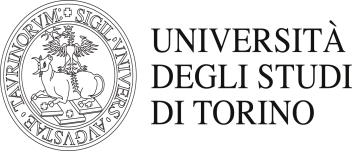 SIGIL·VNIVERS·AVGVSTAE·TAVRINORVM
UNIVERSITÀ
DEGLI STUDI
DI TORINO